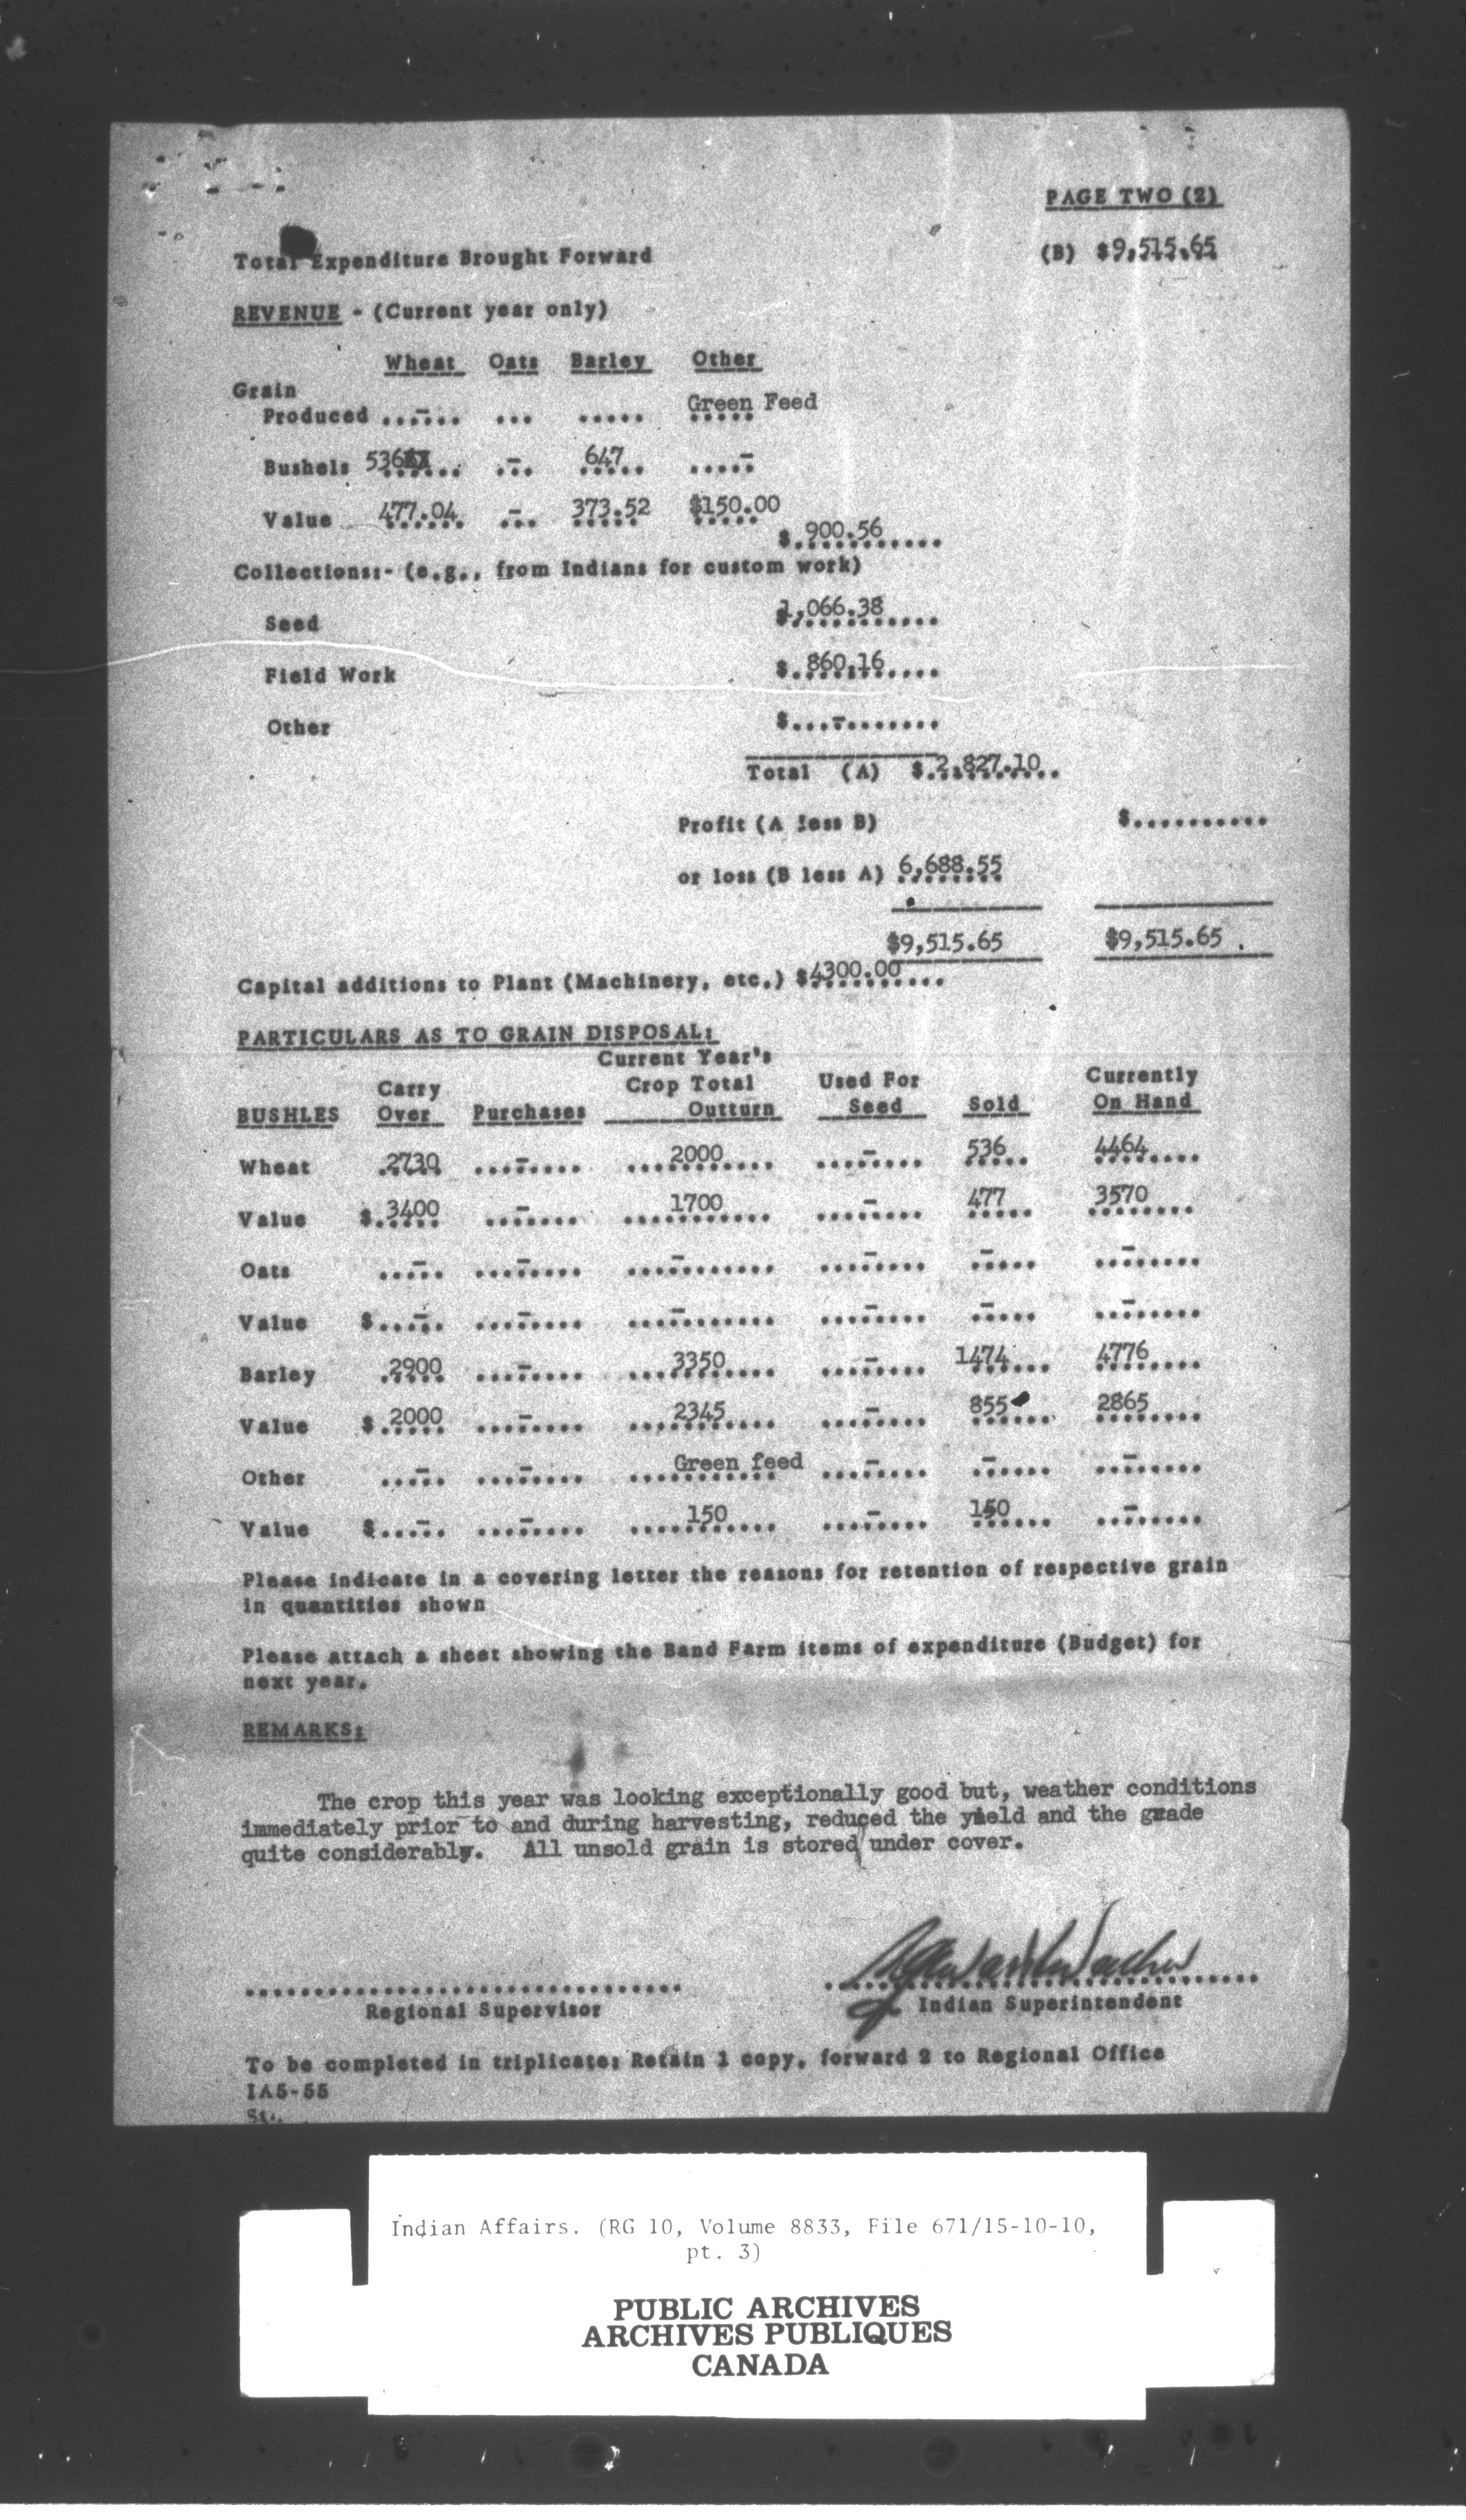 PAGE TWO (2)
Total Expenditure Brought Forward (B) $9,515.65
REVENUE - (Current year only)
Wheat Oats Barley Other
Grain
Produced ...-... ... ..... Green Feed
Bushels 536 ...... .-. 647 .....-
Value 477.04 .-. 373.52 $150.00
$ 900.56
Collections:- (e.g., from Indians for custom work)
Seed $1,066.38
Field Work $ 860.16
Other $....-.......
Total (A) $ 2,827.10
Profit (A less B) $..........
or loss (B less A) 6,688.55
$9,515.65 $9,515.65
Capital additions to Plant (Machinery, etc.) $4300.00
PARTICULARS AS TO GRAIN DISPOSAL:
Current Year's
Carry Crop Total Used For Currently
BUSHLES Over Purchases Outturn Seed Sold On Hand
Wheat 2730 - 2000 - 536 4464
Value $ 3400 - 1700 - 477 3570
Oats - - - - - -
Value $ - - - - - -
Barley 2900 - 3350 - 1474 4776
Value $ 2000 - 2345 - 855 2865
Other - - Green feed - - -
Value $ - - 150 - 150 -
Please indicate in a covering letter the reasons for retention of respective grain
in quantities shown
Please attach a sheet showing the Band Farm items of expenditure (Budget) for
next year.
REMARKS:
The crop this year was looking exceptionally good but, weather conditions
immediately prior to and during harvesting, reduced the yield and the grade
quite considerably. All unsold grain is stored under cover.
Regional Supervisor Indian Superintendent
To be completed in triplicate: Retain 1 copy, forward 2 to Regional Office
IA5-55
Indian Affairs. (RG 10, Volume 8833, File 671/15-10-10,
pt. 3)
PUBLIC ARCHIVES
ARCHIVES PUBLIQUES
CANADA